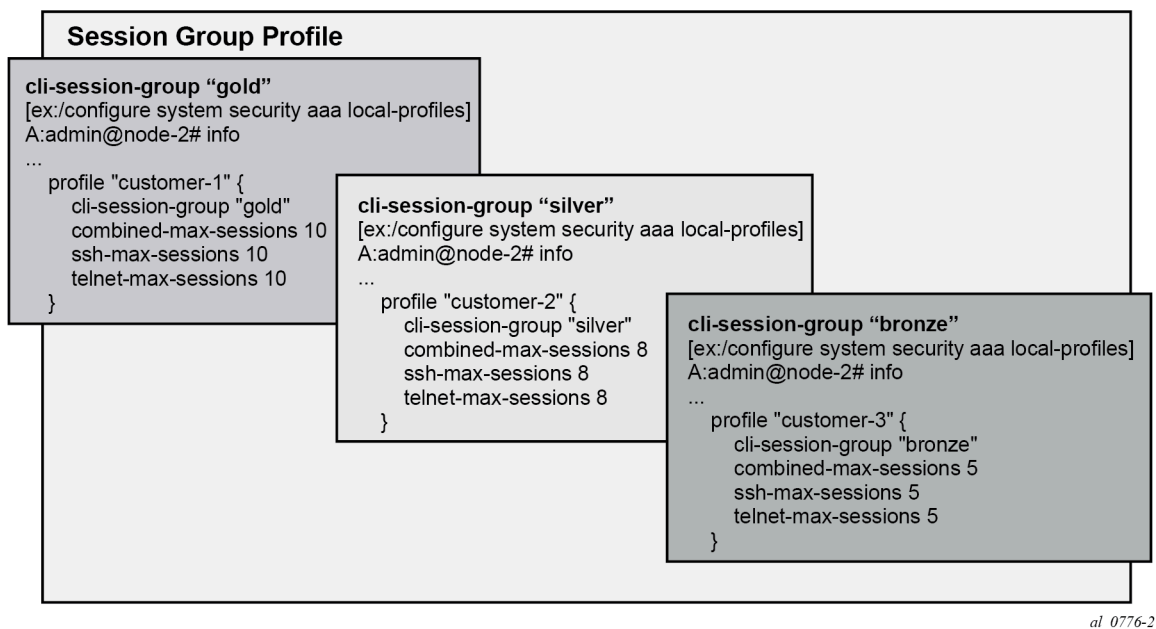 Session Group Profile
cli-session-group “gold”
[ex:/configure system security aaa local-profiles]
A:admin@node-2# info
...
profile "customer-1" {
cli-session-group "gold"
combined-max-sessions 10
ssh-max-sessions 10
telnet-max-sessions 10
}
cli-session-group “silver”
[ex:/configure system security aaa local-profiles]
A:admin@node-2# info
...
profile "customer-2" {
cli-session-group "silver"
combined-max-sessions 8
ssh-max-sessions 8
telnet-max-sessions 8
}
cli-session-group “bronze”
[ex:/configure system security aaa local-profiles]
A:admin@node-2# info
...
profile "customer-3" {
cli-session-group "bronze"
combined-max-sessions 5
ssh-max-sessions 5
telnet-max-sessions 5
}
al_0776-2